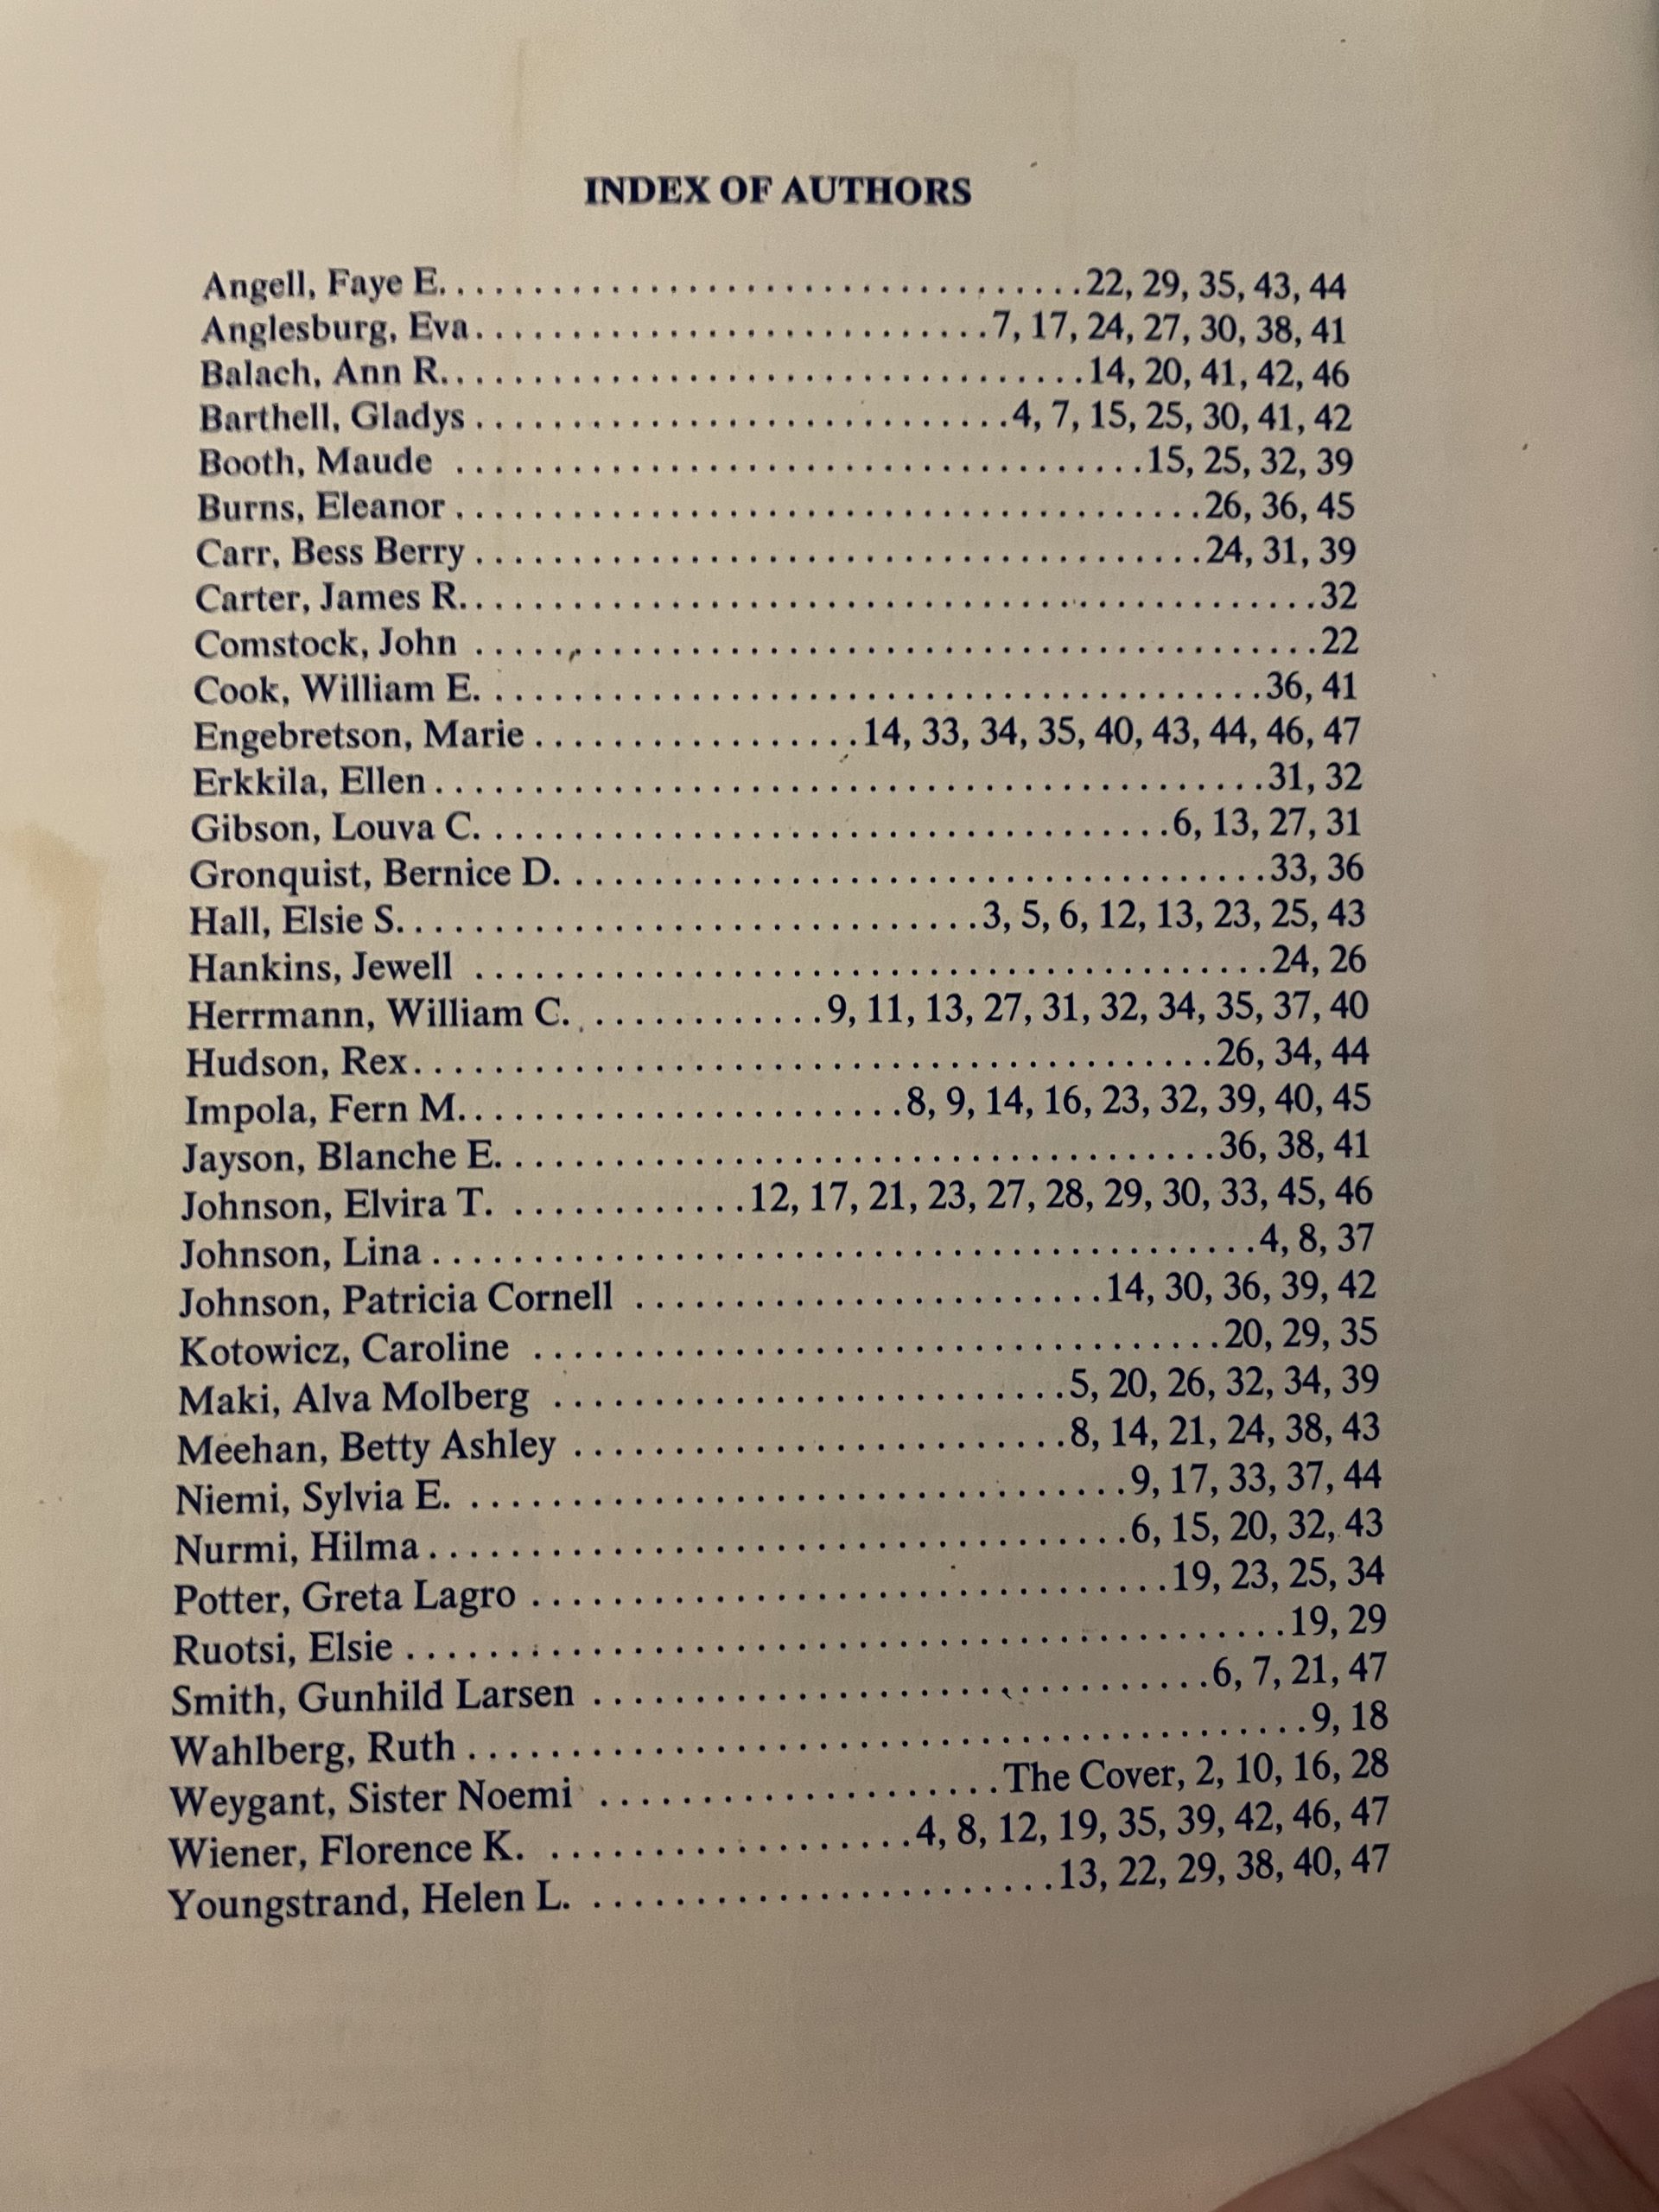 INDEX OF AUTHORS
Angell, Faye E. . . . . . . . . . . . . . . . . . . . . . . . . . . . . . . . 22, 29, 35, 43, 44
Anglesburg, Eva . . . . . . . . . . . . . . . . . . . . . . . . . . 7, 17, 24, 27, 30, 38, 41
Balach, Ann R. . . . . . . . . . . . . . . . . . . . . . . . . . . . . . . . 14, 20, 41, 42, 46
Barthell, Gladys . . . . . . . . . . . . . . . . . . . . . . . . . . . 4, 7, 15, 25, 30, 41, 42
Booth, Maude . . . . . . . . . . . . . . . . . . . . . . . . . . . . . . . . . . 15, 25, 32, 39
Burns, Eleanor . . . . . . . . . . . . . . . . . . . . . . . . . . . . . . . . . . . . 26, 36, 45
Carr, Bess Berry . . . . . . . . . . . . . . . . . . . . . . . . . . . . . . . . . . . 24, 31, 39
Carter, James R. . . . . . . . . . . . . . . . . . . . . . . . . . . . . . . . . . . . . . . . . 32
Comstock, John . . . . . . . . . . . . . . . . . . . . . . . . . . . . . . . . . . . . . . . . . 22
Cook, William E. . . . . . . . . . . . . . . . . . . . . . . . . . . . . . . . . . . . . . 36, 41
Engebretson, Marie . . . . . . . . . . . . . . . . 14, 33, 34, 35, 40, 43, 44, 46, 47
Erkkila, Ellen . . . . . . . . . . . . . . . . . . . . . . . . . . . . . . . . . . . . . . . . 31, 32
Gibson, Louva C. . . . . . . . . . . . . . . . . . . . . . . . . . . . . . . . . . 6, 13, 27, 31
Gronquist, Bernice D. . . . . . . . . . . . . . . . . . . . . . . . . . . . . . . . . . 33, 36
Hall, Elsie S. . . . . . . . . . . . . . . . . . . . . . . . . . . . . 3, 5, 6, 12, 13, 23, 25, 43
Hankins, Jewell . . . . . . . . . . . . . . . . . . . . . . . . . . . . . . . . . . . . . . . 24, 26
Herrmann, William C. . . . . . . . . . . . . 9, 11, 13, 27, 31, 32, 34, 35, 37, 40
Hudson, Rex . . . . . . . . . . . . . . . . . . . . . . . . . . . . . . . . . . . . . . 26, 34, 44
Impola, Fern M. . . . . . . . . . . . . . . . . . . . . . . 8, 9, 14, 16, 23, 32, 39, 40, 45
Jayson, Blanche E. . . . . . . . . . . . . . . . . . . . . . . . . . . . . . . . . . . 36, 38, 41
Johnson, Elvira T. . . . . . . . . . . . . 12, 17, 21, 23, 27, 28, 29, 30, 33, 45, 46
Johnson, Lina . . . . . . . . . . . . . . . . . . . . . . . . . . . . . . . . . . . . . . . . 4, 8, 37
Johnson, Patricia Cornell . . . . . . . . . . . . . . . . . . . . . . . 14, 30, 36, 39, 42
Kotowicz, Caroline . . . . . . . . . . . . . . . . . . . . . . . . . . . . . . . . . 20, 29, 35
Maki, Alva Molberg . . . . . . . . . . . . . . . . . . . . . . . . . 5, 20, 26, 32, 34, 39
Meehan, Betty Ashley . . . . . . . . . . . . . . . . . . . . . . . . 8, 14, 21, 24, 38, 43
Niemi, Sylvia E. . . . . . . . . . . . . . . . . . . . . . . . . . . . . . . . 9, 17, 33, 37, 44
Nurmi, Hilma . . . . . . . . . . . . . . . . . . . . . . . . . . . . . . . . . 6, 15, 20, 32, 43
Potter, Greta Lagro . . . . . . . . . . . . . . . . . . . . . . . . . . . . . . . 19, 23, 25, 34
Ruotsi, Elsie . . . . . . . . . . . . . . . . . . . . . . . . . . . . . . . . . . . . . . . . . . 19, 29
Smith, Gunhild Larsen . . . . . . . . . . . . . . . . . . . . . . . . . . . . . . 6, 7, 21, 47
Wahlberg, Ruth . . . . . . . . . . . . . . . . . . . . . . . . . . . . . . . . . . . . . . . . . 9, 18
Weygant, Sister Noemi . . . . . . . . . . . . . . . . . . . . The Cover, 2, 10, 16, 28
Wiener, Florence K. . . . . . . . . . . . . . . . . . . 4, 8, 12, 19, 35, 39, 42, 46, 47
Youngstrand, Helen L. . . . . . . . . . . . . . . . . . . . . . . . 13, 22, 29, 38, 40, 47